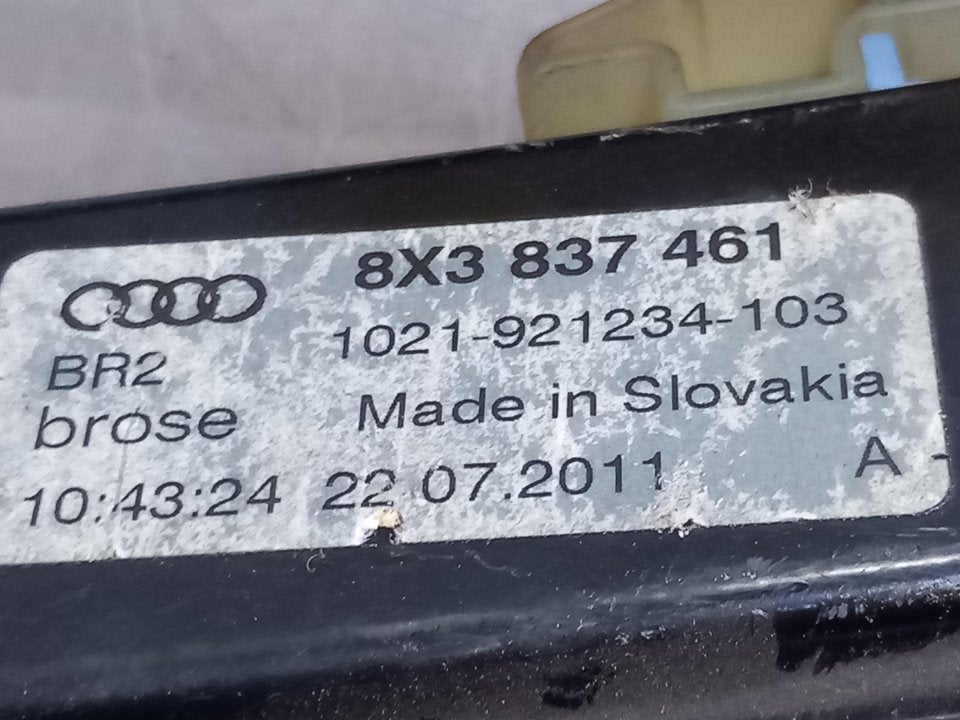 8X3 837 461
1021-921234-103
BR2
brose
Made in Slovakia
10:43:24 22 07.2011 A -